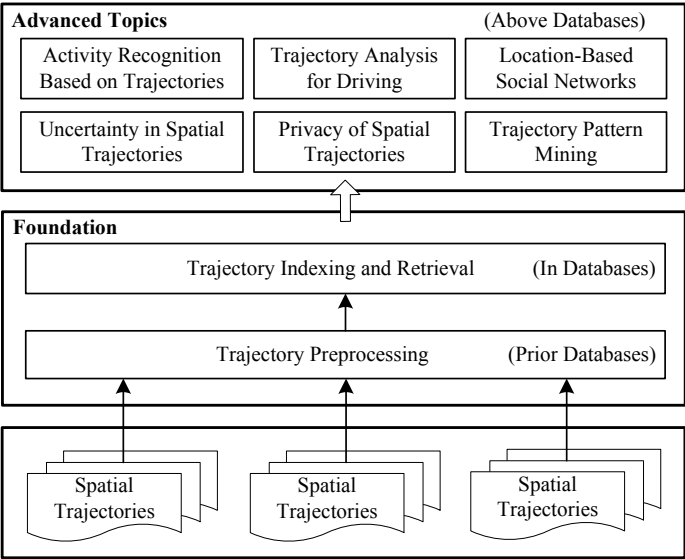 Advanced Topics (Above Databases)
Activity Recognition
Based on Trajectories
Trajectory Analysis
for Driving
Location-Based
Social Networks
Uncertainty in Spatial
Trajectories
Privacy of Spatial
Trajectories
Trajectory Pattern
Mining
Foundation
Trajectory Indexing and Retrieval (In Databases)
Trajectory Preprocessing (Prior Databases)
Spatial
Trajectories
Spatial
Trajectories
Spatial
Trajectories